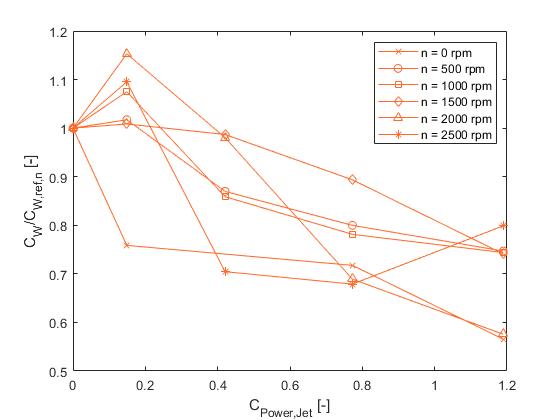 1.2
1.1
1
0.9
0.8
0.7
0.6
0.5
C_W/C_W,ref,n [-]
n = 0 rpm
n = 500 rpm
n = 1000 rpm
n = 1500 rpm
n = 2000 rpm
n = 2500 rpm
0 0.2 0.4 0.6 0.8 1 1.2
C_Power,Jet [-]